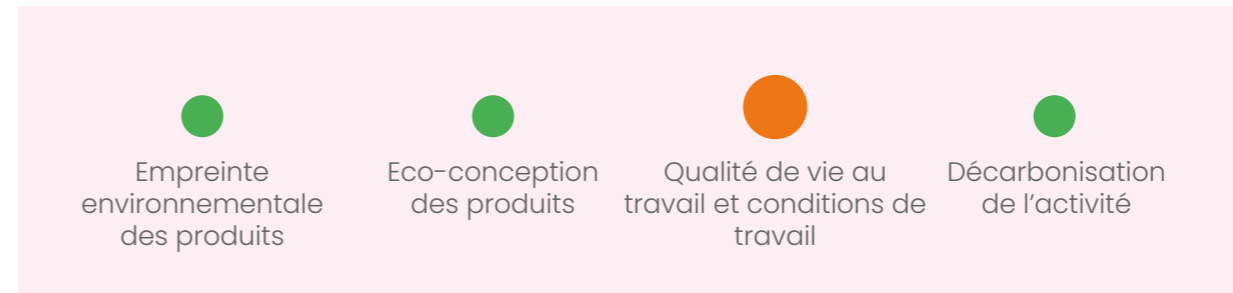 Empreinte
environnementale
des produits
Eco-conception
des produits
Qualité de vie au
travail et conditions de
travail
Décarbonisation
de l’activité